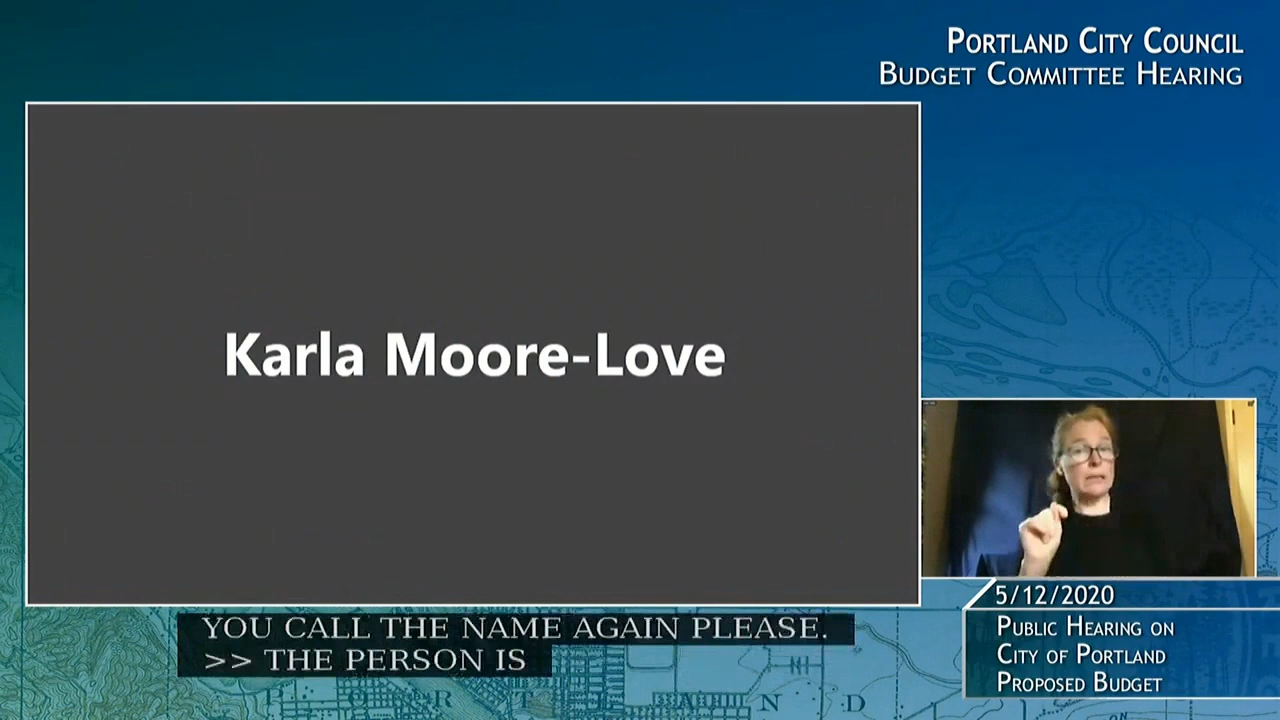 PORTLAND CITY COUNCIL
BUDGET COMMITTEE HEARING
Karla Moore-Love
YOU CALL THE NAME AGAIN PLEASE.
>> THE PERSON IS
5/12/2020
PUBLIC HEARING ON
CITY OF PORTLAND
PROPOSED BUDGET